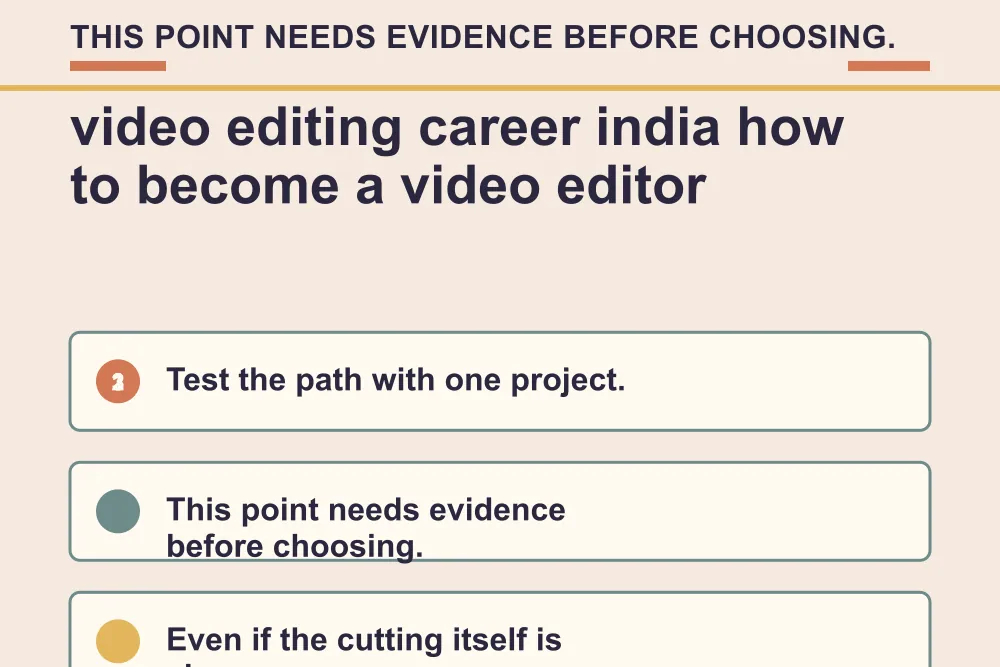 THIS POINT NEEDS EVIDENCE BEFORE CHOOSING.
video editing career india how
to become a video editor
Test the path with one project.
This point needs evidence
before choosing.
Even if the cutting itself is